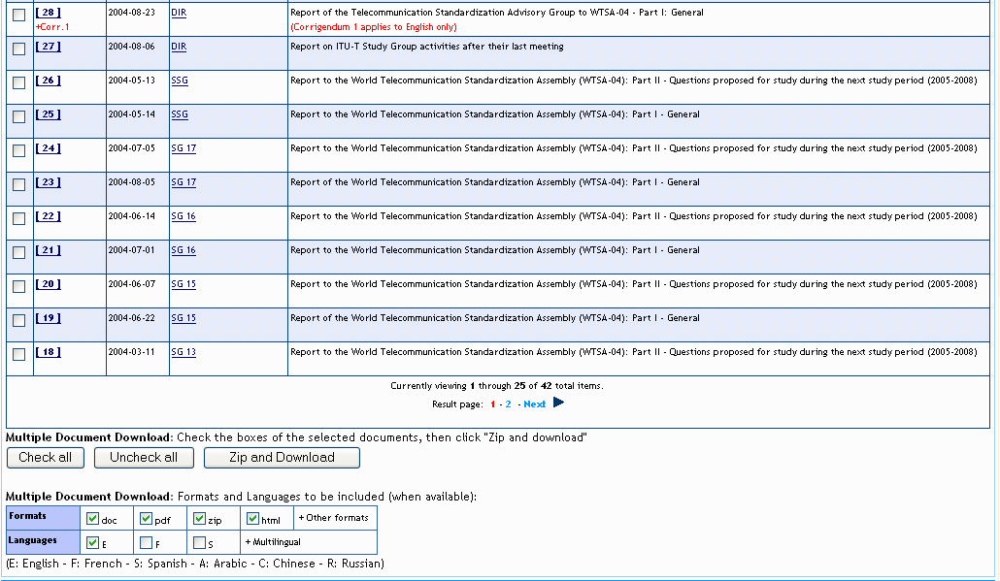 [ 28 ] 2004-08-23 DIR Report of the Telecommunication Standardization Advisory Group to WTSA-04 - Part I: General
+Corr.1 (Corrigendum 1 applies to English only)
[ 27 ] 2004-08-06 DIR Report on ITU-T Study Group activities after their last meeting
[ 26 ] 2004-05-13 SSG Report to the World Telecommunication Standardization Assembly (WTSA-04): Part II - Questions proposed for study during the next study period (2005-2008)
[ 25 ] 2004-05-14 SSG Report to the World Telecommunication Standardization Assembly (WTSA-04): Part I - General
[ 24 ] 2004-07-05 SG 17 Report to the World Telecommunication Standardization Assembly (WTSA-04): Part II - Questions proposed for study during the next study period (2005-2008)
[ 23 ] 2004-08-05 SG 17 Report of the World Telecommunication Standardization Assembly (WTSA-04): Part I - General
[ 22 ] 2004-06-14 SG 16 Report to the World Telecommunication Standardization Assembly (WTSA-04): Part II - Questions proposed for study during the next study period (2005-2008)
[ 21 ] 2004-07-01 SG 16 Report to the World Telecommunication Standardization Assembly (WTSA-04): Part I - General
[ 20 ] 2004-06-07 SG 15 Report to the World Telecommunication Standardization Assembly (WTSA-04): Part II - Questions proposed for study during the next study period (2005-2008)
[ 19 ] 2004-06-22 SG 15 Report of the World Telecommunication Standardization Assembly (WTSA-04): Part I - General
[ 18 ] 2004-03-11 SG 13 Report to the World Telecommunication Standardization Assembly (WTSA-04): Part II - Questions proposed for study during the next study period (2005-2008)
Currently viewing 1 through 25 of 42 total items.
Result page: 1 - 2 - Next
Multiple Document Download: Check the boxes of the selected documents, then click "Zip and download"
Check all Uncheck all Zip and Download
Multiple Document Download: Formats and Languages to be included (when available):
Formats doc pdf zip html + Other formats
Languages E F S + Multilingual
(E: English - F: French - S: Spanish - A: Arabic - C: Chinese - R: Russian)